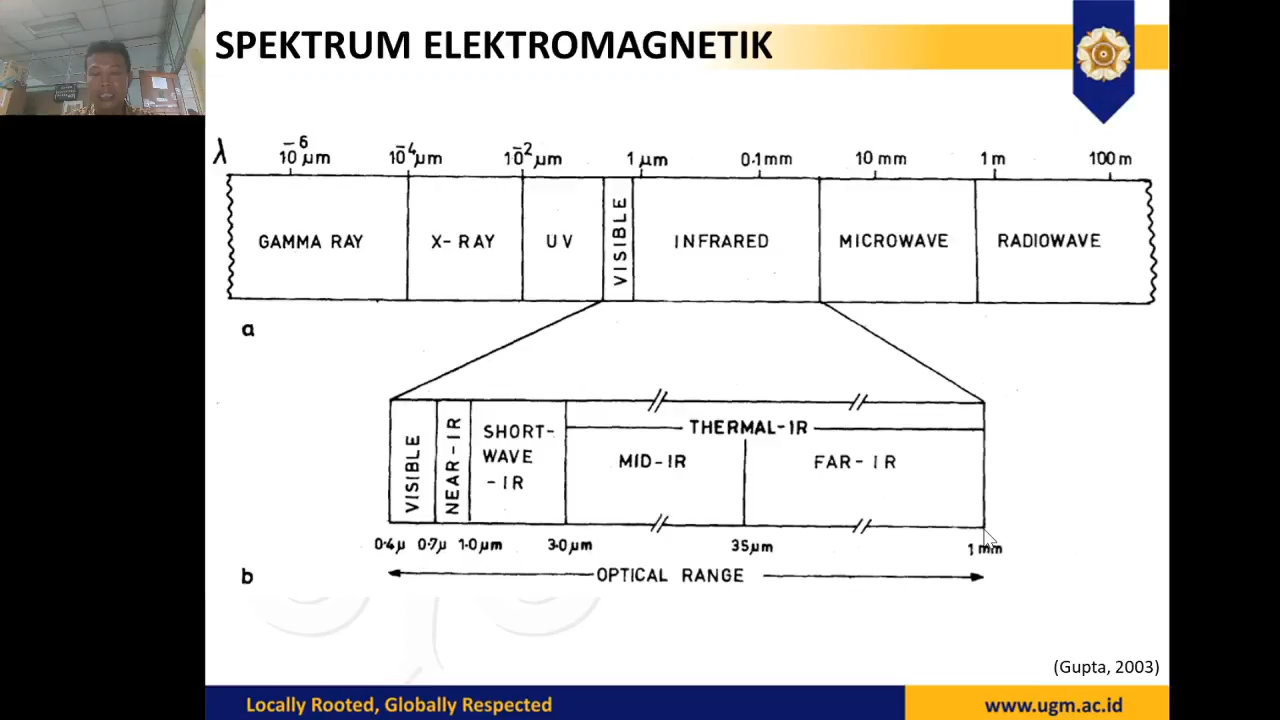 SPEKTRUM ELEKTROMAGNETIK
λ 10⁻⁶ µm 10⁻⁴ µm 10⁻² µm 1 µm 0.1 mm 10 mm 1 m 100 m
GAMMA RAY X-RAY UV VISIBLE INFRARED MICROWAVE RADIOWAVE
a
VISIBLE NEAR-IR SHORT-
WAVE
-IR
THERMAL-IR
MID-IR FAR-IR
0.4µ 0.7µ 1.0µm 3.0µm 35µm 1 mm
b OPTICAL RANGE
(Gupta, 2003)
Locally Rooted, Globally Respected www.ugm.ac.id